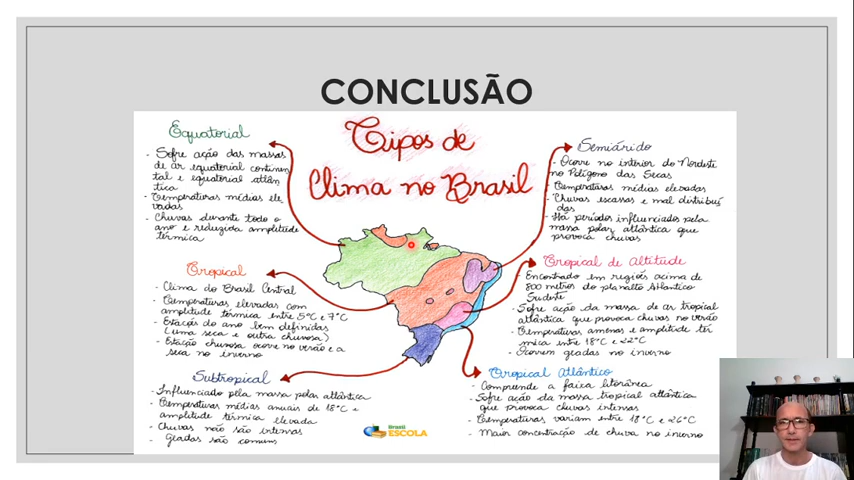 CONCLUSÃO
Tipos de
Clima no Brasil
Equatorial
- Sofre ação das massas
de ar equatorial continen
tal e equatorial atlân
tica
- Temperaturas médias ele
vadas
- Chuvas durante todo o
ano e reduzida amplitude
térmica
Tropical
- Clima do Brasil Central
- Temperaturas elevadas com
amplitude térmica entre 5°C e 7°C
- Estações do ano bem definidas
(uma seca e outra chuvosa)
- Estação chuvosa ocorre no verão e a
seca no inverno
Subtropical
- Influenciado pela massa polar atlântica
- Temperaturas médias anuais de 18°C e
amplitude térmica elevada
- Chuvas não são intensas
- Geadas são comuns
Semiárido
- Ocorre no interior do Nordeste
no Polígono das Secas
- Temperaturas médias elevadas
- Chuvas escassas e mal distribuí
das
- Há períodos influenciados pela
massa polar atlântica que
provoca chuvas
Tropical de Altitude
- Encontrado em regiões acima de
800 metros do planalto Atlântico
Sudeste
- Sofre ação da massa de ar tropical
atlântica que provoca chuvas no verão
- Temperaturas amenas e amplitude tér
mica entre 18°C e 22°C
- Ocorrem geadas no inverno
Tropical Atlântico
- Compreende a faixa litorânea
- Sofre ação da massa tropical atlântica
que provoca chuvas intensas
- Temperaturas variam entre 18°C e 26°C
- Maior concentração de chuva no inverno
Brasil
ESCOLA